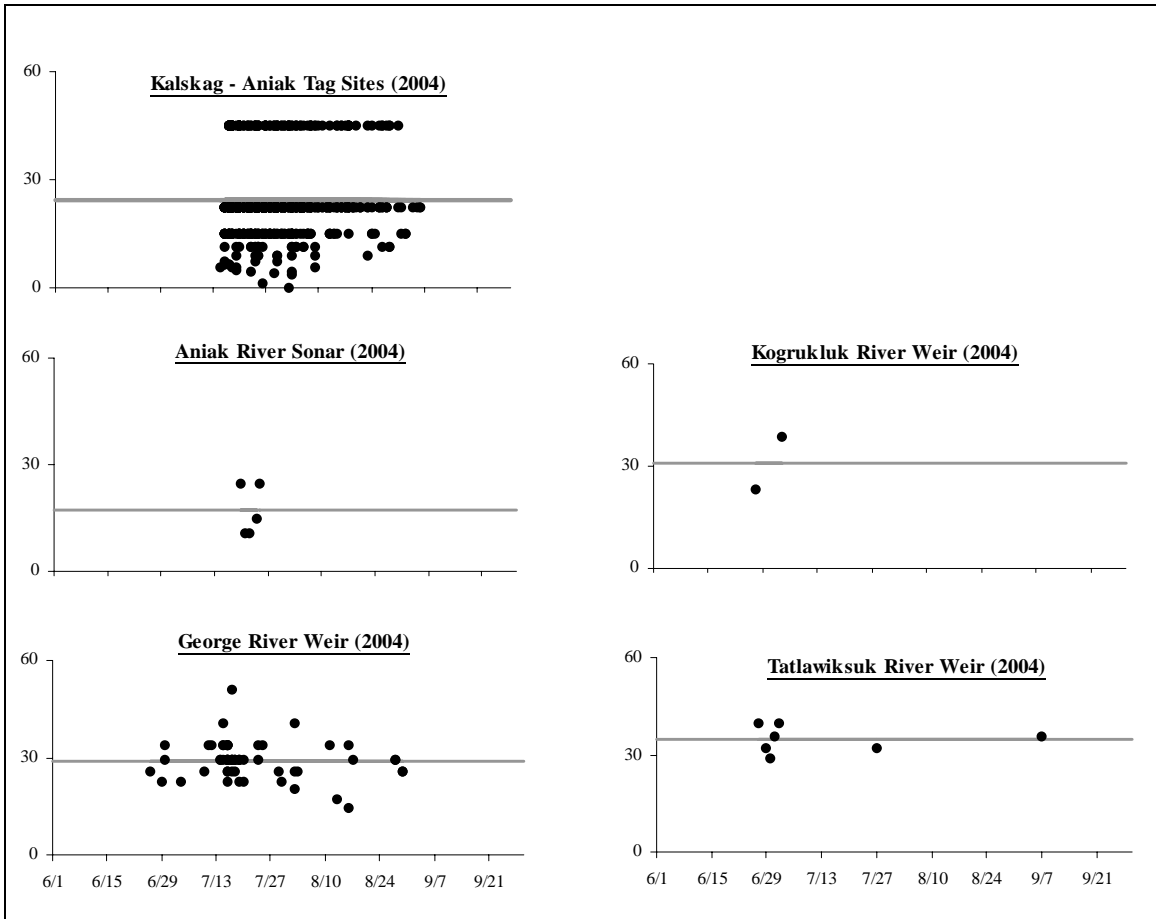 60
Kalskag - Aniak Tag Sites (2004)
30
0
60
Aniak River Sonar (2004)
30
0
60
Kogrukluk River Weir (2004)
30
0
60
George River Weir (2004)
30
0
6/1 6/15 6/29 7/13 7/27 8/10 8/24 9/7 9/21
60
Tatlawiksuk River Weir (2004)
30
0
6/1 6/15 6/29 7/13 7/27 8/10 8/24 9/7 9/21